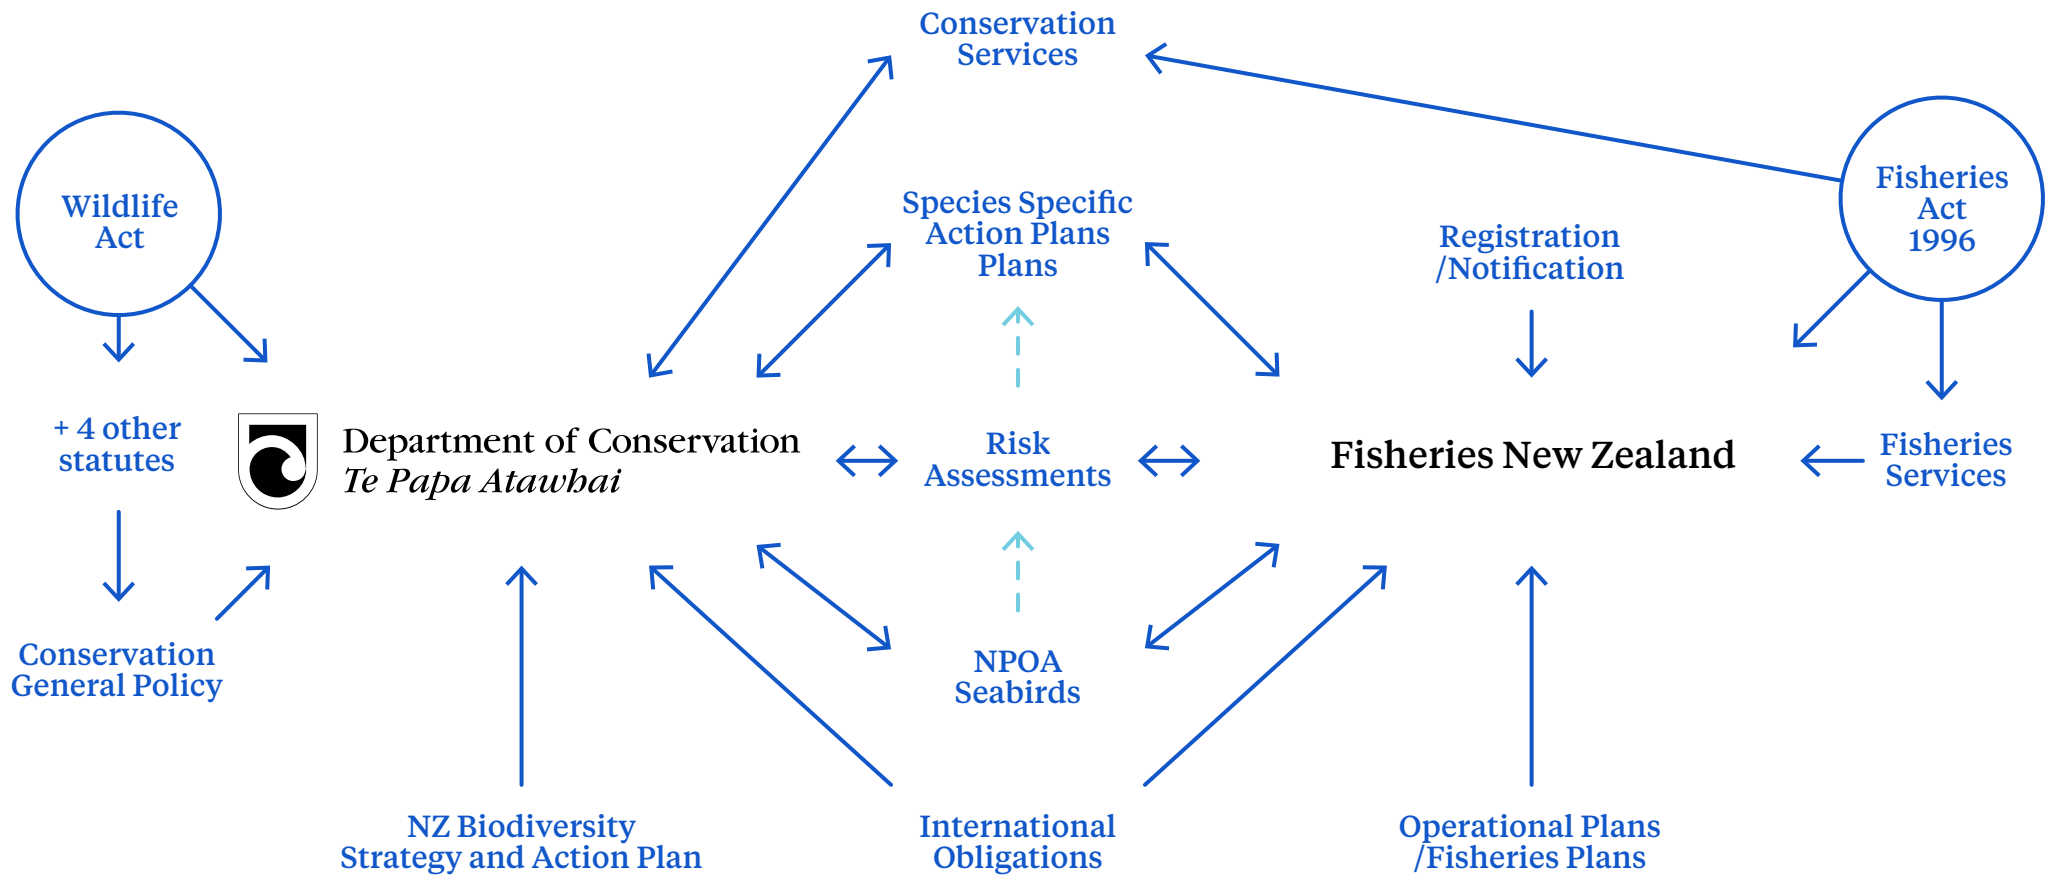 Conservation
Services
Wildlife
Act
Fisheries
Act
1996
Species Specific
Action Plans
Plans
Registration
/Notification
+ 4 other
statutes
Department of Conservation
Te Papa Atawhai
Risk
Assessments
Fisheries New Zealand
Fisheries
Services
Conservation
General Policy
NPOA
Seabirds
NZ Biodiversity
Strategy and Action Plan
International
Obligations
Operational Plans
/Fisheries Plans